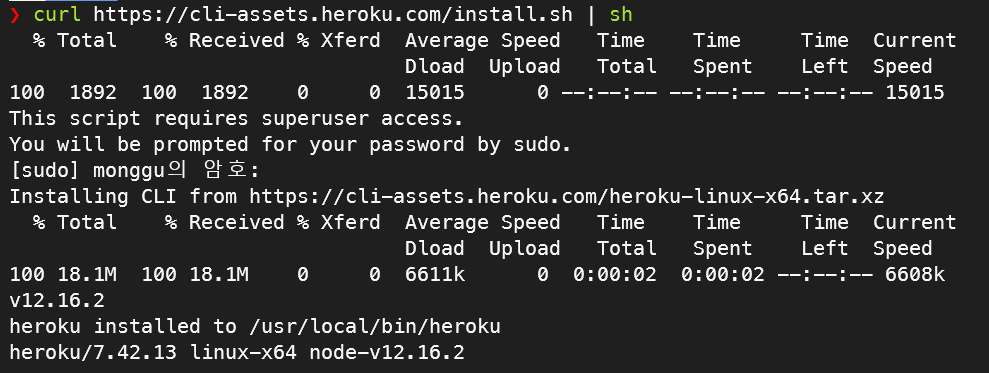 ❯ curl https://cli-assets.heroku.com/install.sh | sh
  % Total    % Received % Xferd  Average Speed   Time    Time     Time  Current
                                 Dload  Upload   Total   Spent    Left  Speed
100  1892  100  1892    0     0  15015      0 --:--:-- --:--:-- --:--:-- 15015
This script requires superuser access.
You will be prompted for your password by sudo.
[sudo] monggu의 암호:
Installing CLI from https://cli-assets.heroku.com/heroku-linux-x64.tar.xz
  % Total    % Received % Xferd  Average Speed   Time    Time     Time  Current
                                 Dload  Upload   Total   Spent    Left  Speed
100 18.1M  100 18.1M    0     0  6611k      0  0:00:02  0:00:02 --:--:-- 6608k
v12.16.2
heroku installed to /usr/local/bin/heroku
heroku/7.42.13 linux-x64 node-v12.16.2